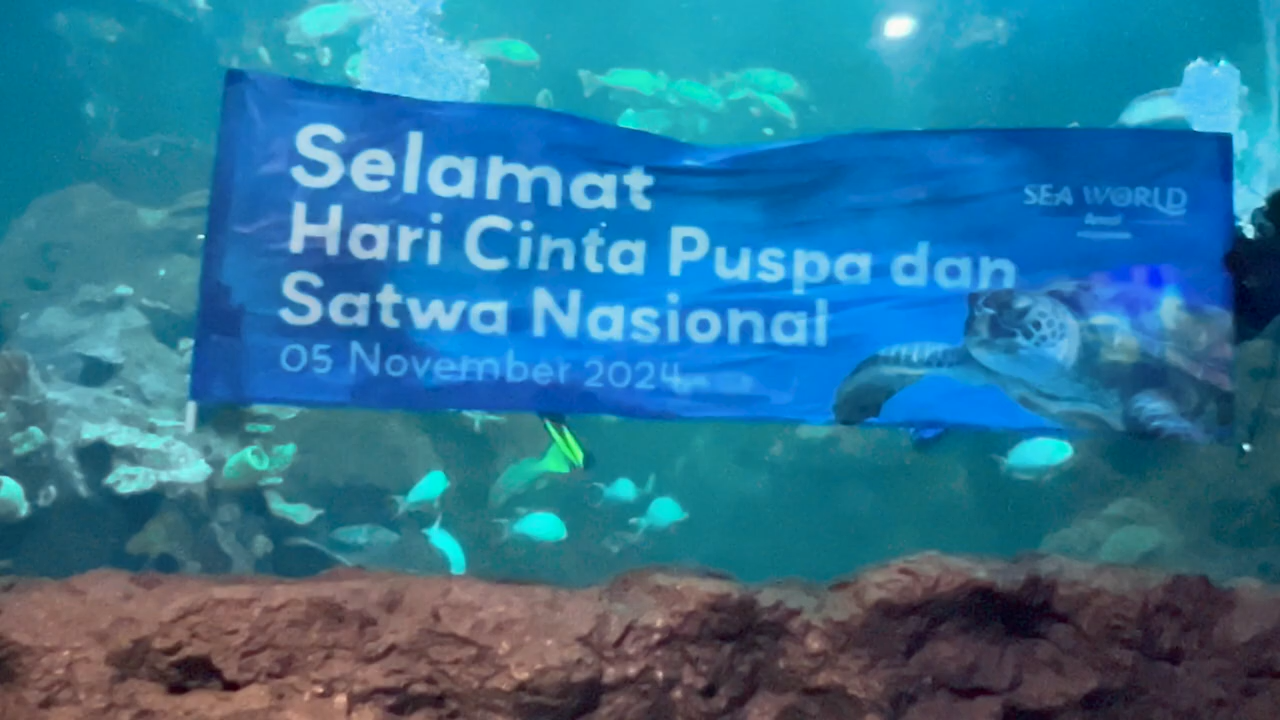 Selamat
Hari Cinta Puspa dan
Satwa Nasional
05 November 2024
SEA WORLD